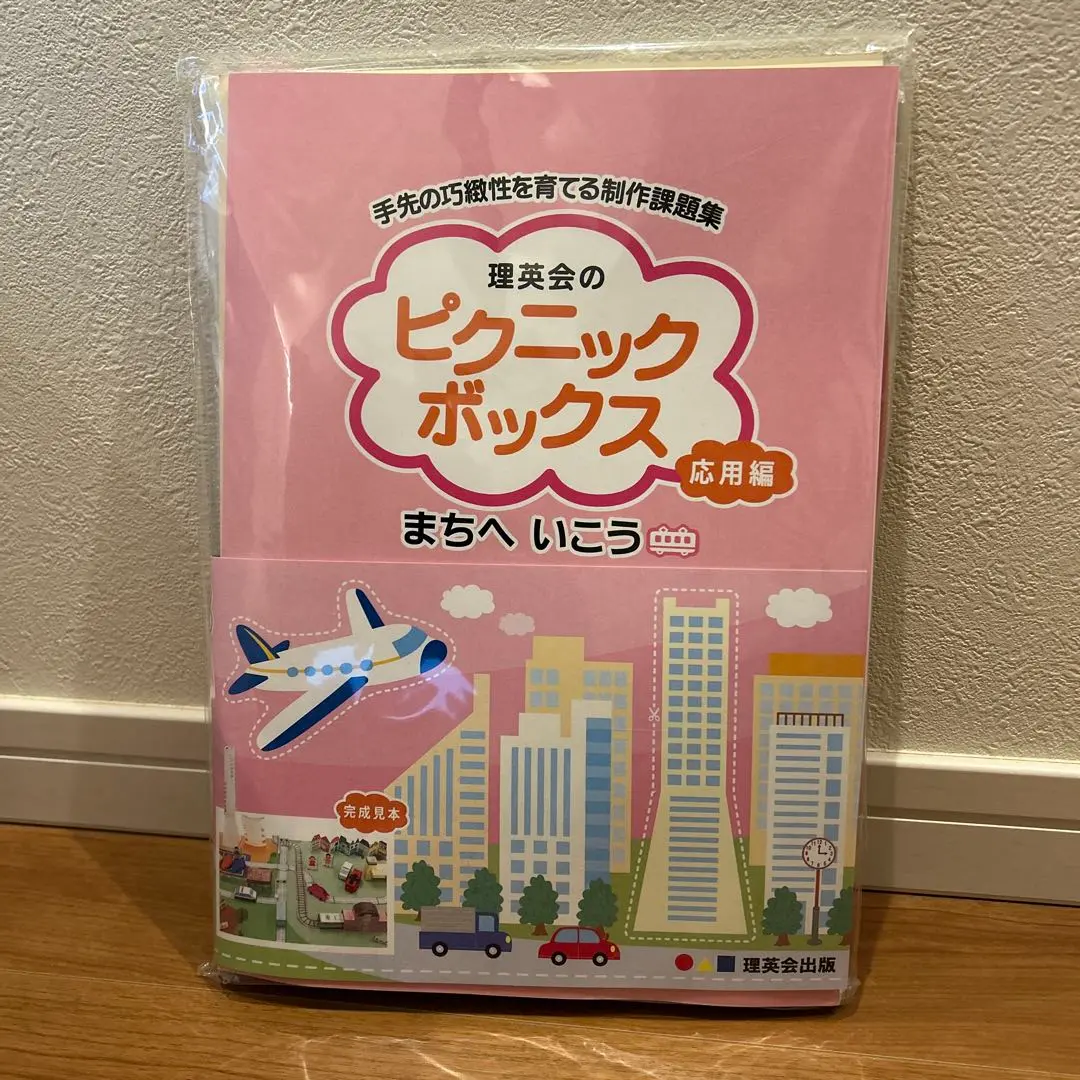 手先の巧緻性を育てる制作課題集
理英会の
ピクニック
ボックス
応用編
まちへ いこう
完成見本
理英会出版